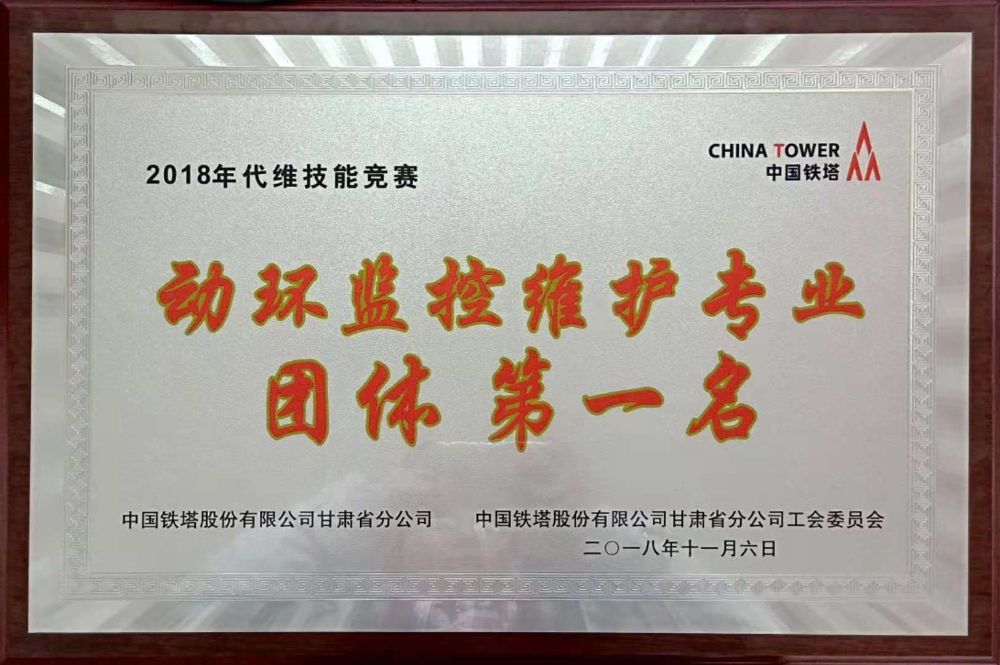 CHINA TOWER
中国铁塔
2018年代维技能竞赛
动环监控维护专业
团体 第一名
中国铁塔股份有限公司甘肃省分公司 中国铁塔股份有限公司甘肃省分公司工会委员会
二〇一八年十一月六日